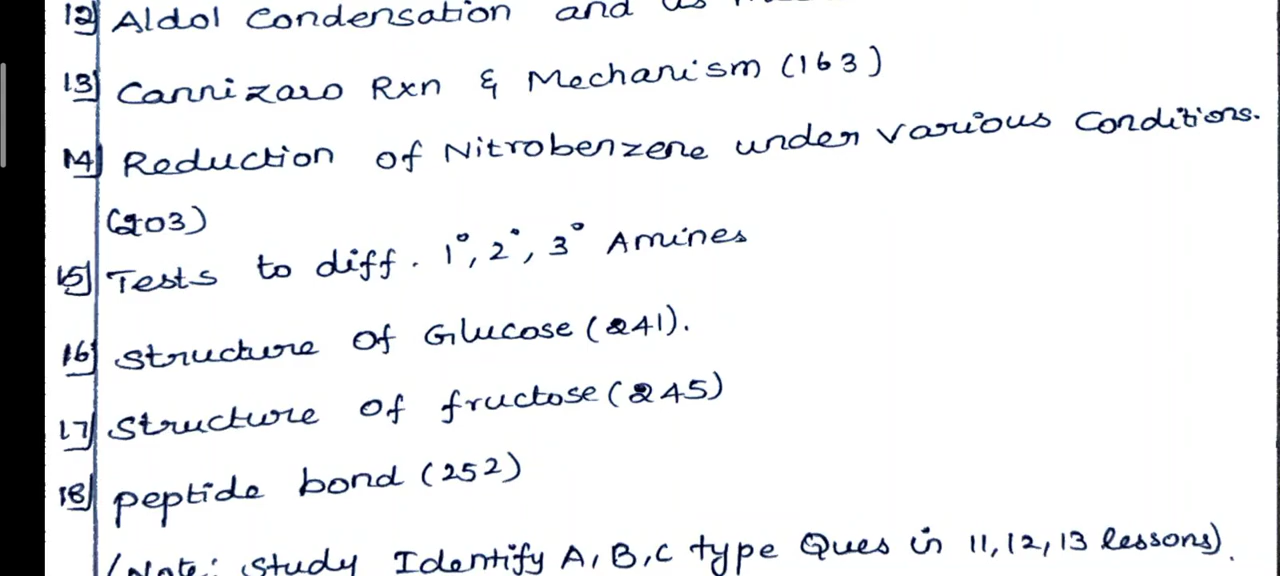 12) Aldol Condensation and
13) Cannizaro Rxn & Mechanism (163)
14) Reduction of Nitrobenzene under various Conditions.
(203)
15) Tests to diff. 1°, 2°, 3° Amines
16) Structure Of Glucose (241).
17) Structure Of fructose (245)
18) peptide bond (252)
(Note: Study Identify A, B, C type Ques in 11, 12, 13 lessons).